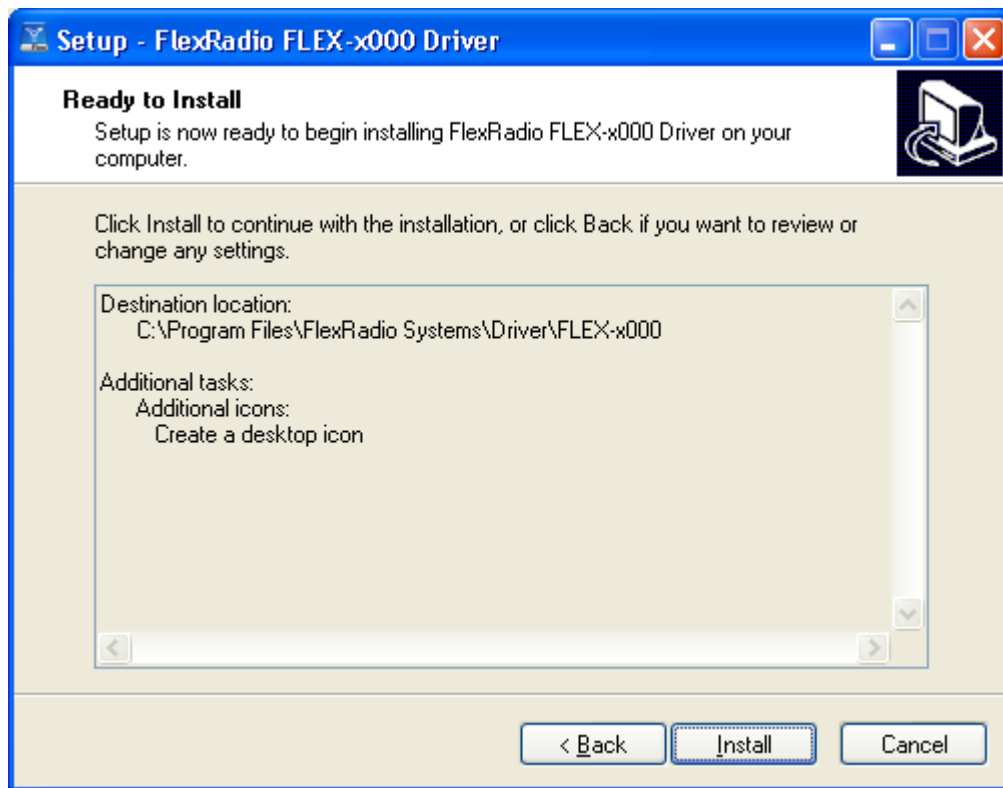 Setup - FlexRadio FLEX-x000 Driver
Ready to Install
Setup is now ready to begin installing FlexRadio FLEX-x000 Driver on your
computer.
Click Install to continue with the installation, or click Back if you want to review or
change any settings.
Destination location:
C:\Program Files\FlexRadio Systems\Driver\FLEX-x000
Additional tasks:
Additional icons:
Create a desktop icon
< Back
Install
Cancel